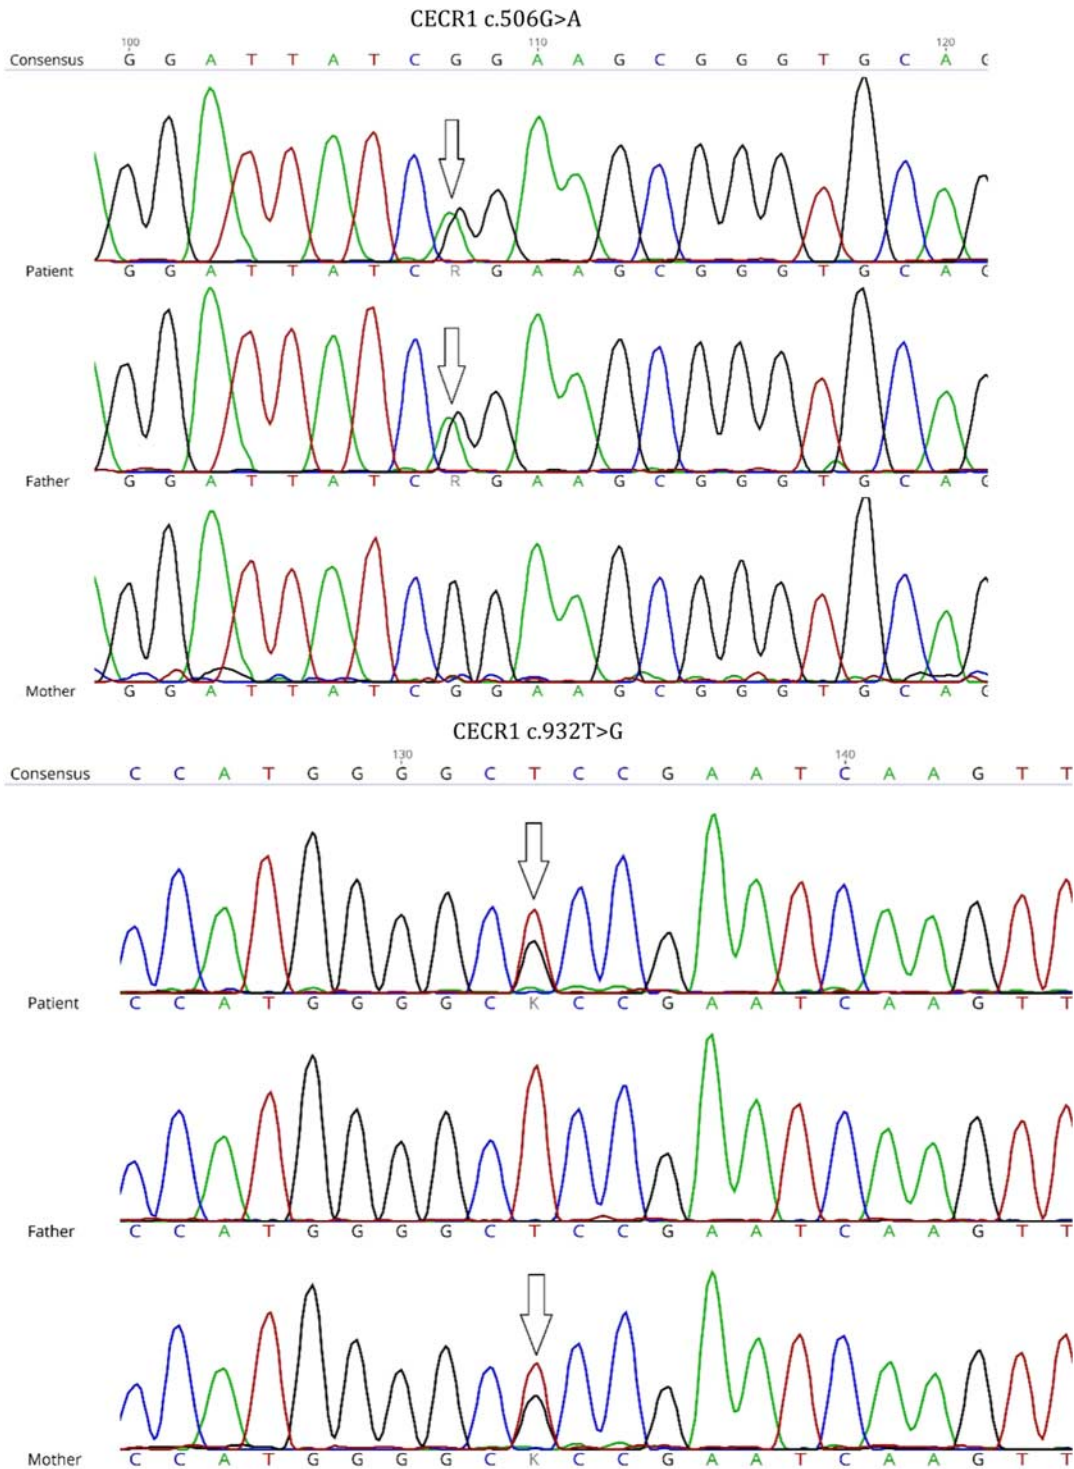 CECR1 c.506G>A
100 110 120
Consensus G G A T T A T C G G A A G C G G G T G C A G
Patient G G A T T A T C R G A A G C G G G T G C A G
Father G G A T T A T C R G A A G C G G G T G C A G
Mother G G A T T A T C G G A A G C G G G T G C A G
CECR1 c.932T>G
130 140
Consensus C C A T G G G G C T C C G A A T C A A G T T
Patient C C A T G G G G C K C C G A A T C A A G T T
Father C C A T G G G G C T C C G A A T C A A G T T
Mother C C A T G G G G C K C C G A A T C A A G T T